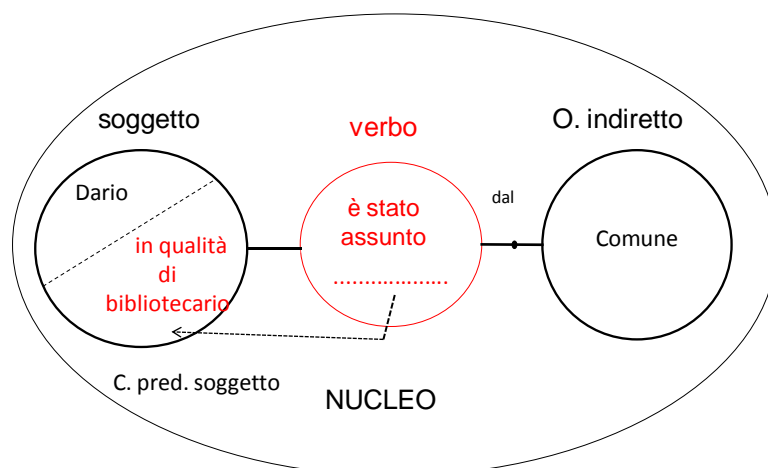 soggetto
verbo
O. indiretto
Dario
in qualità
di
bibliotecario
è stato
assunto
..................
dal
Comune
C. pred. soggetto
NUCLEO